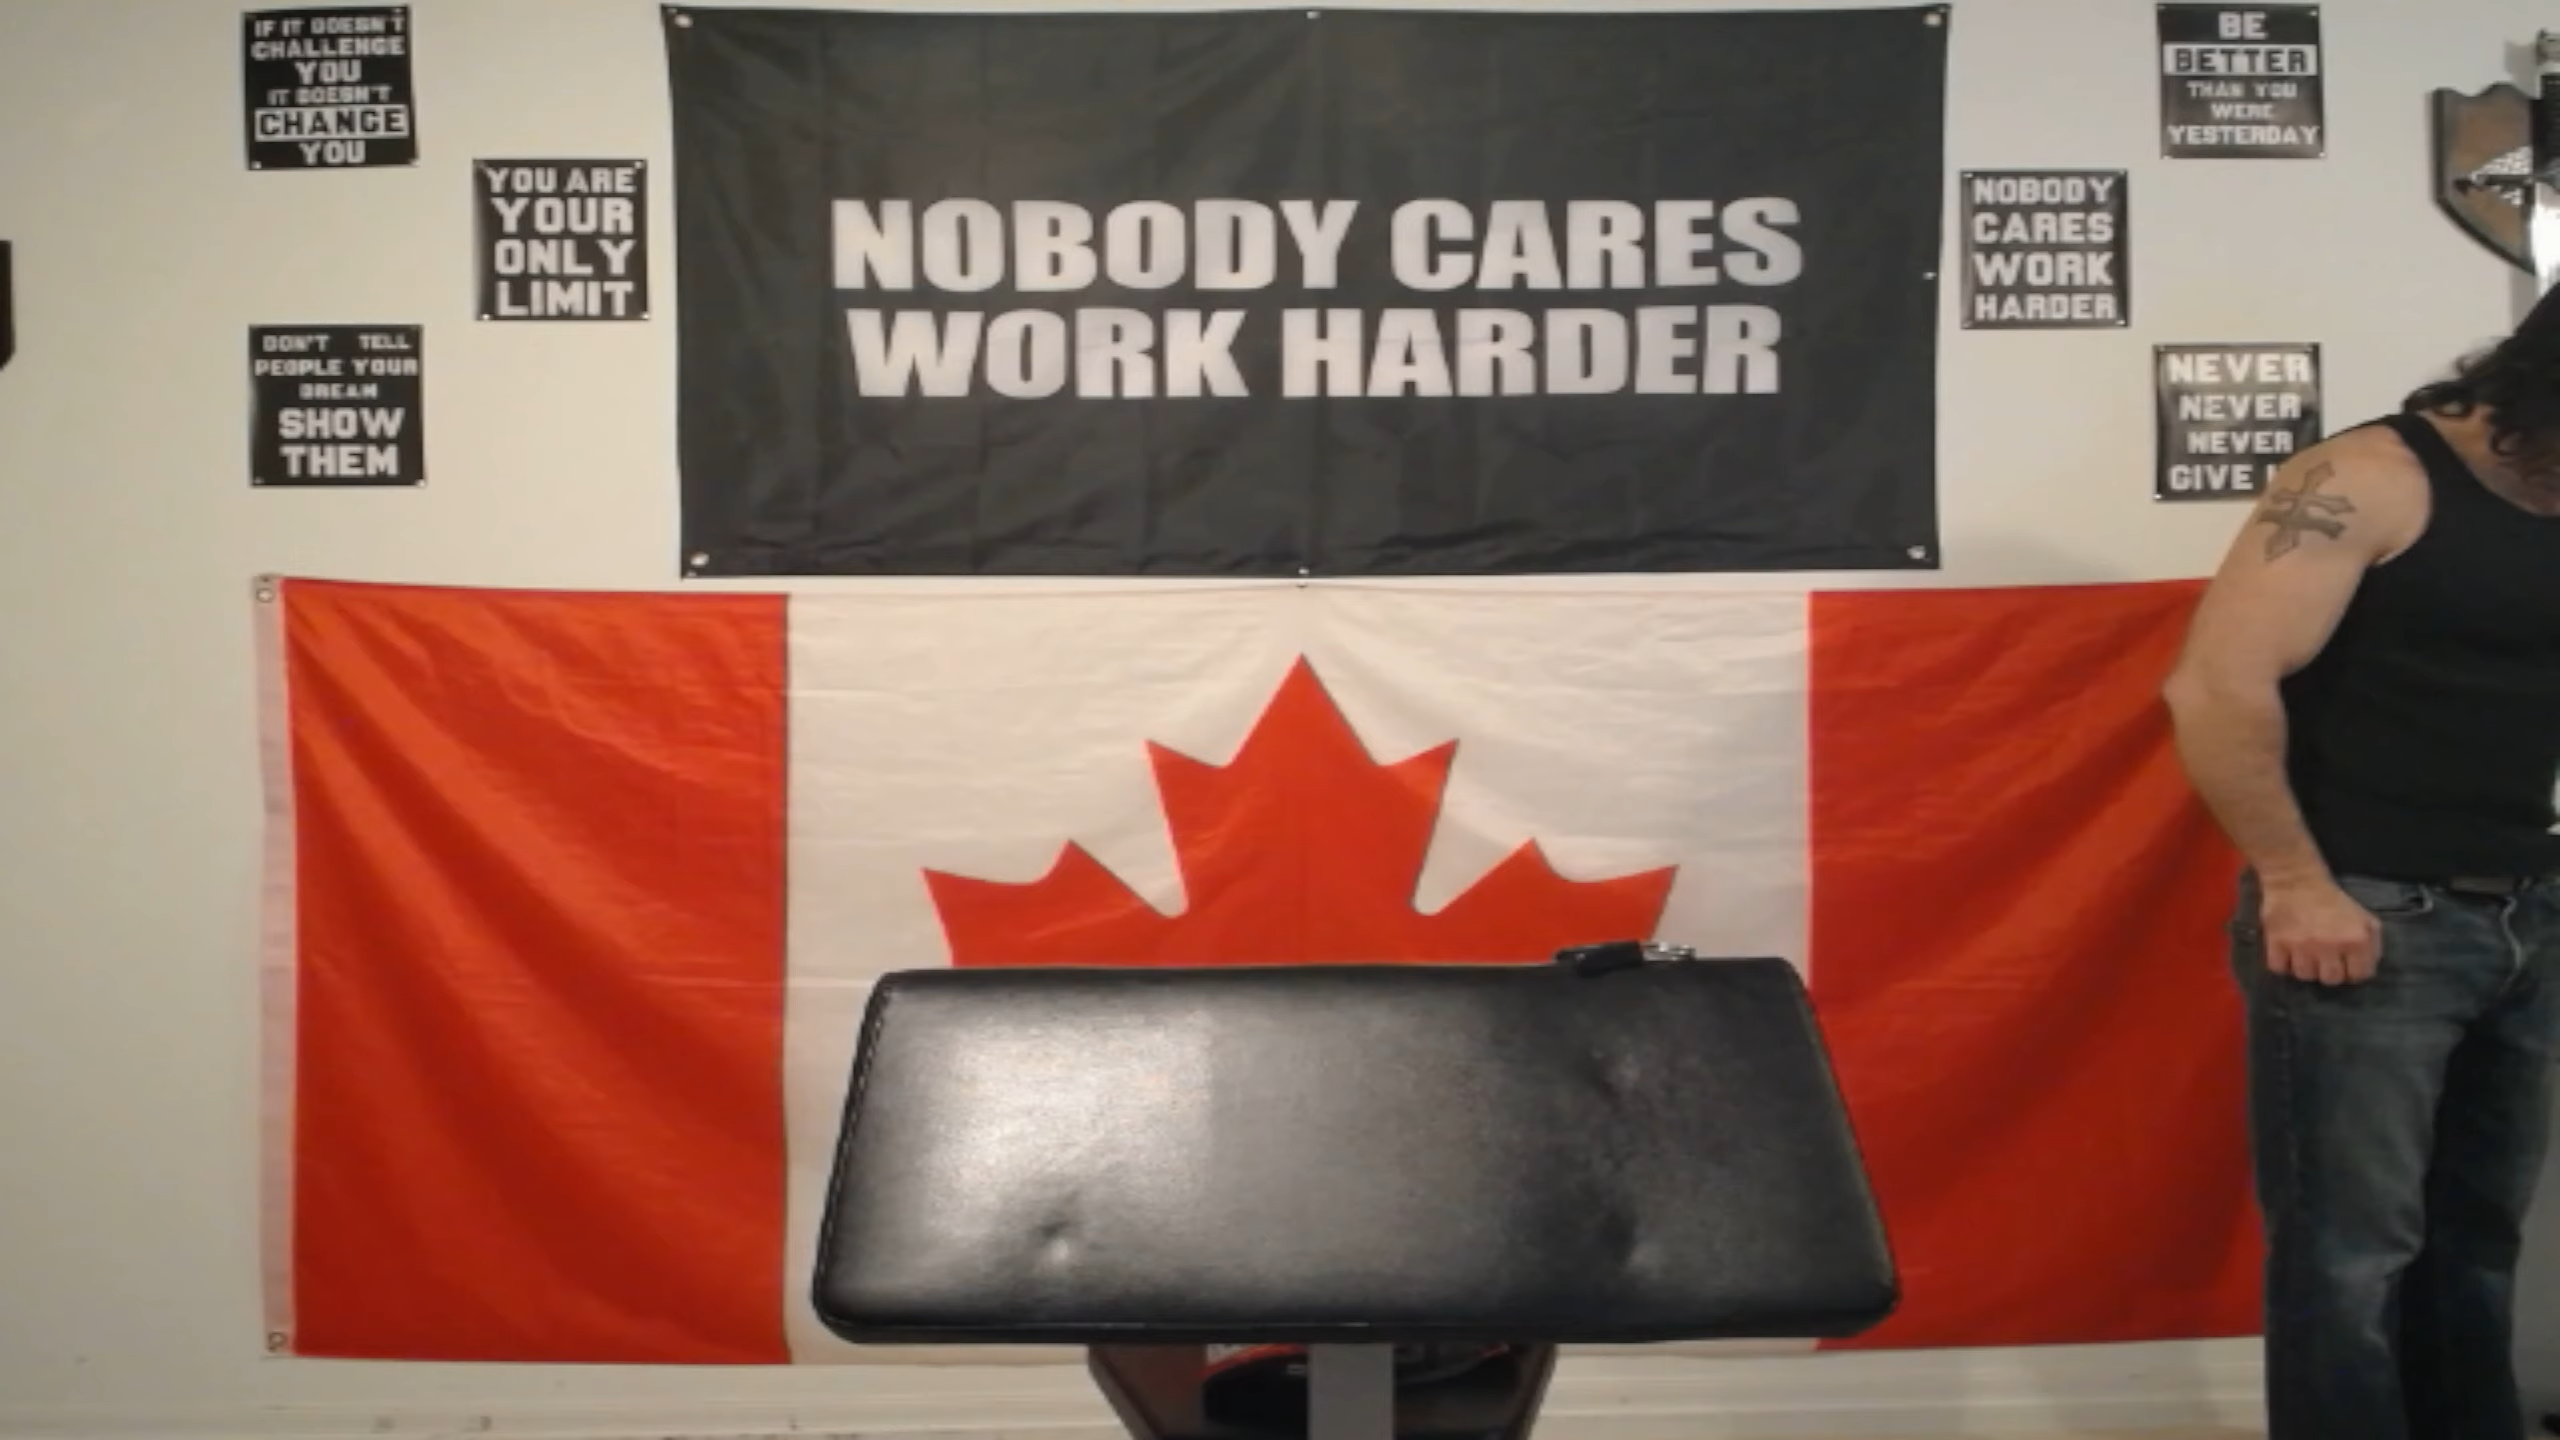 IF IT DOESN'T
CHALLENGE
YOU
IT DOESN'T
CHANGE
YOU
YOU ARE
YOUR
ONLY
LIMIT
DON'T TELL
PEOPLE YOUR
DREAM
SHOW
THEM
NOBODY CARES
WORK HARDER
BE
BETTER
THAN YOU
WERE
YESTERDAY
NOBODY
CARES
WORK
HARDER
NEVER
NEVER
NEVER
GIVE